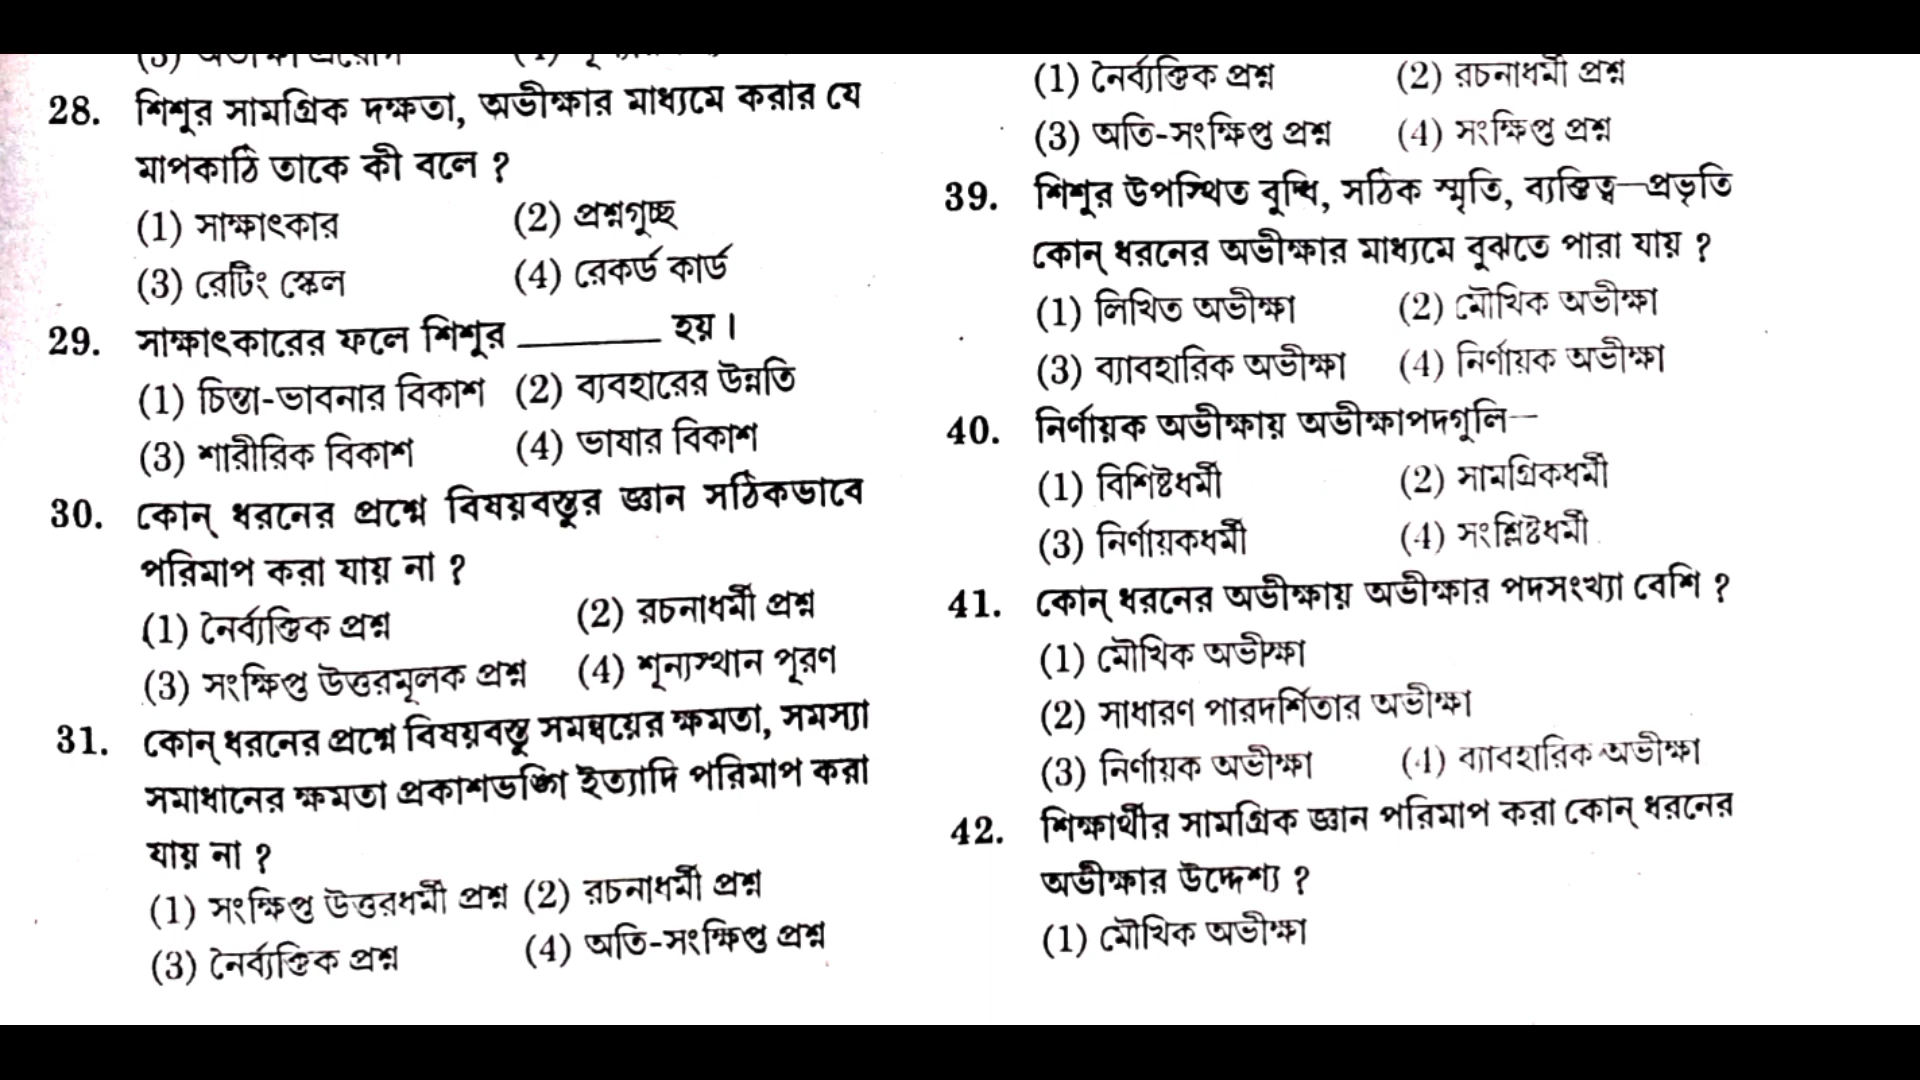 28. শিশুর সামগ্রিক দক্ষতা, অভীক্ষার মাধ্যমে করার যে
মাপকাঠি তাকে কী বলে ?
(1) সাক্ষাৎকার (2) প্রশ্নগুচ্ছ
(3) রেটিং স্কেল (4) রেকর্ড কার্ড
29. সাক্ষাৎকারের ফলে শিশুর ______ হয়।
(1) চিন্তা-ভাবনার বিকাশ (2) ব্যবহারের উন্নতি
(3) শারীরিক বিকাশ (4) ভাষার বিকাশ
30. কোন্ ধরনের প্রশ্নে বিষয়বস্তুর জ্ঞান সঠিকভাবে
পরিমাপ করা যায় না ?
(1) নৈর্ব্যক্তিক প্রশ্ন (2) রচনাধর্মী প্রশ্ন
(3) সংক্ষিপ্ত উত্তরমূলক প্রশ্ন (4) শূন্যস্থান পূরণ
31. কোন্ ধরনের প্রশ্নে বিষয়বস্তু সমন্বয়ের ক্ষমতা, সমস্যা
সমাধানের ক্ষমতা প্রকাশভঙ্গি ইত্যাদি পরিমাপ করা
যায় না ?
(1) সংক্ষিপ্ত উত্তরধর্মী প্রশ্ন (2) রচনাধর্মী প্রশ্ন
(3) নৈর্ব্যক্তিক প্রশ্ন (4) অতি-সংক্ষিপ্ত প্রশ্ন
(1) নৈর্ব্যক্তিক প্রশ্ন (2) রচনাধর্মী প্রশ্ন
(3) অতি-সংক্ষিপ্ত প্রশ্ন (4) সংক্ষিপ্ত প্রশ্ন
39. শিশুর উপস্থিত বুদ্ধি, সঠিক স্মৃতি, ব্যক্তিত্ব—প্রভৃতি
কোন্ ধরনের অভীক্ষার মাধ্যমে বুঝতে পারা যায় ?
(1) লিখিত অভীক্ষা (2) মৌখিক অভীক্ষা
(3) ব্যাবহারিক অভীক্ষা (4) নির্ণায়ক অভীক্ষা
40. নির্ণায়ক অভীক্ষায় অভীক্ষাপদগুলি—
(1) বিশিষ্টধর্মী (2) সামগ্রিকধর্মী
(3) নির্ণায়কধর্মী (4) সংশ্লিষ্টধর্মী
41. কোন্ ধরনের অভীক্ষায় অভীক্ষার পদসংখ্যা বেশি ?
(1) মৌখিক অভীক্ষা
(2) সাধারণ পারদর্শিতার অভীক্ষা
(3) নির্ণায়ক অভীক্ষা (4) ব্যাবহারিক অভীক্ষা
42. শিক্ষার্থীর সামগ্রিক জ্ঞান পরিমাপ করা কোন্ ধরনের
অভীক্ষার উদ্দেশ্য ?
(1) মৌখিক অভীক্ষা